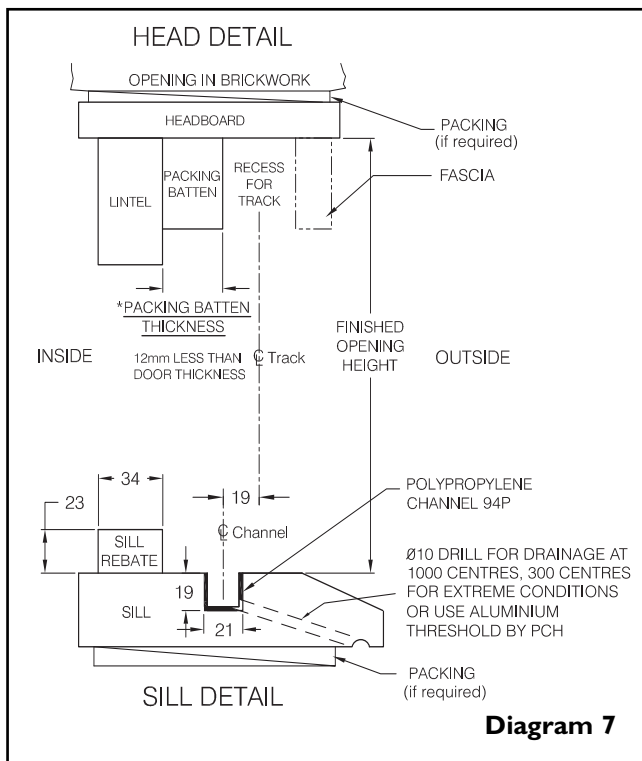 HEAD DETAIL
OPENING IN BRICKWORK
HEADBOARD
PACKING
(if required)
LINTEL
PACKING
BATTEN
RECESS
FOR
TRACK
FASCIA
*PACKING BATTEN
THICKNESS
12mm LESS THAN
DOOR THICKNESS
℄ Track
INSIDE
FINISHED
OPENING
HEIGHT
OUTSIDE
34
23
19
℄ Channel
SILL
REBATE
POLYPROPYLENE
CHANNEL 94P
SILL
19
21
Ø10 DRILL FOR DRAINAGE AT
1000 CENTRES, 300 CENTRES
FOR EXTREME CONDITIONS
OR USE ALUMINIUM
THRESHOLD BY PCH
PACKING
(if required)
SILL DETAIL
Diagram 7